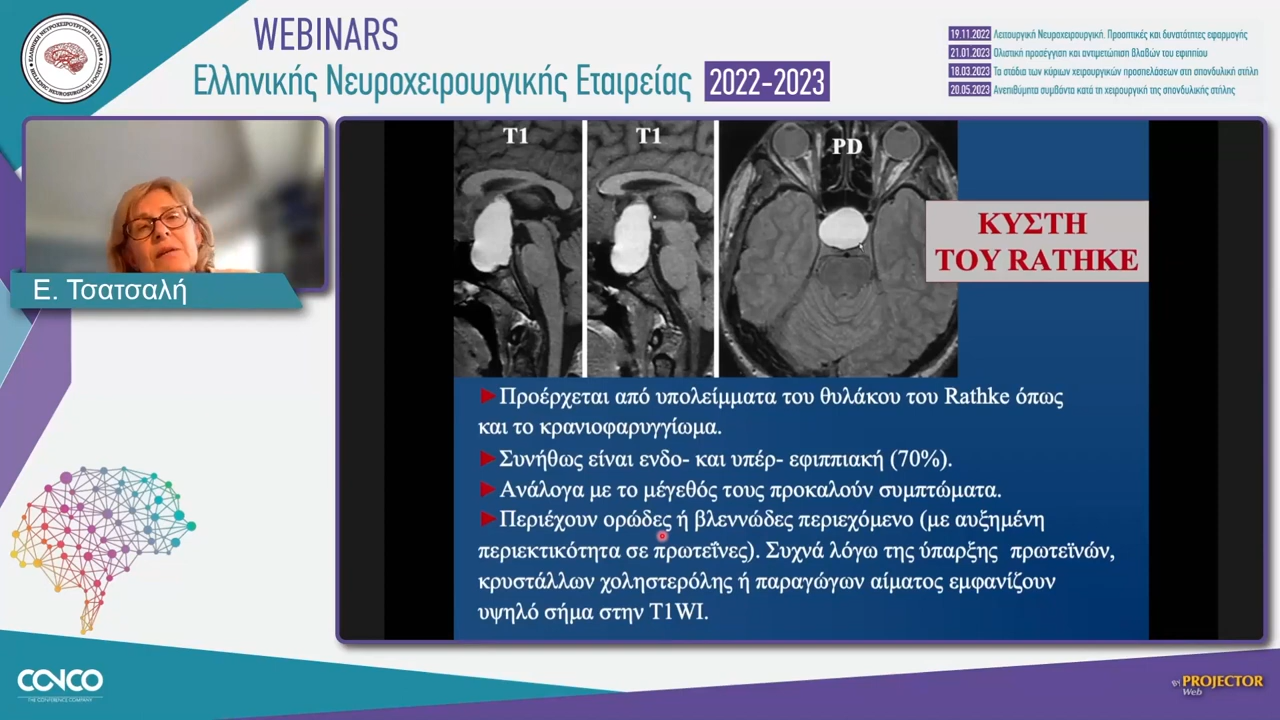 WEBINARS
Ελληνικής Νευροχειρουργικής Εταιρείας 2022-2023
19.11.2022 Λειτουργική Νευροχειρουργική. Προοπτικές και δυνατότητες εφαρμογής
21.01.2023 Ολιστική προσέγγιση και αντιμετώπιση βλαβών του εφιππίου
18.03.2023 Τα στάδια των κύριων χειρουργικών προσπελάσεων στη σπονδυλική στήλη
20.05.2023 Ανεπιθύμητα συμβάντα κατά τη χειρουργική της σπονδυλικής στήλης
Ε. Τσατσαλή
T1
T1
PD
ΚΥΣΤΗ
ΤΟΥ RATHKE
Προέρχεται από υπολείμματα του θυλάκου του Rathke όπως
και το κρανιοφαρυγγίωμα.
Συνήθως είναι ενδο- και υπέρ- εφιππιακή (70%).
Ανάλογα με το μέγεθός τους προκαλούν συμπτώματα.
Περιέχουν ορώδες ή βλεννώδες περιεχόμενο (με αυξημένη
περιεκτικότητα σε πρωτεΐνες). Συχνά λόγω της ύπαρξης πρωτεϊνών,
κρυστάλλων χοληστερόλης ή παραγώγων αίματος εμφανίζουν
υψηλό σήμα στην T1WI.
CONCO
THE CONFERENCE COMPANY
By PROJECTOR
Web